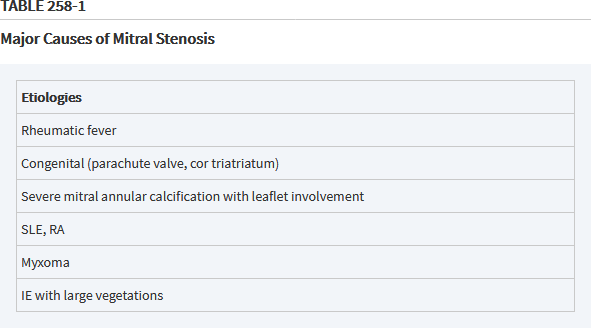 TABLE 258-1
Major Causes of Mitral Stenosis
Etiologies
Rheumatic fever
Congenital (parachute valve, cor triatriatum)
Severe mitral annular calcification with leaflet involvement
SLE, RA
Myxoma
IE with large vegetations